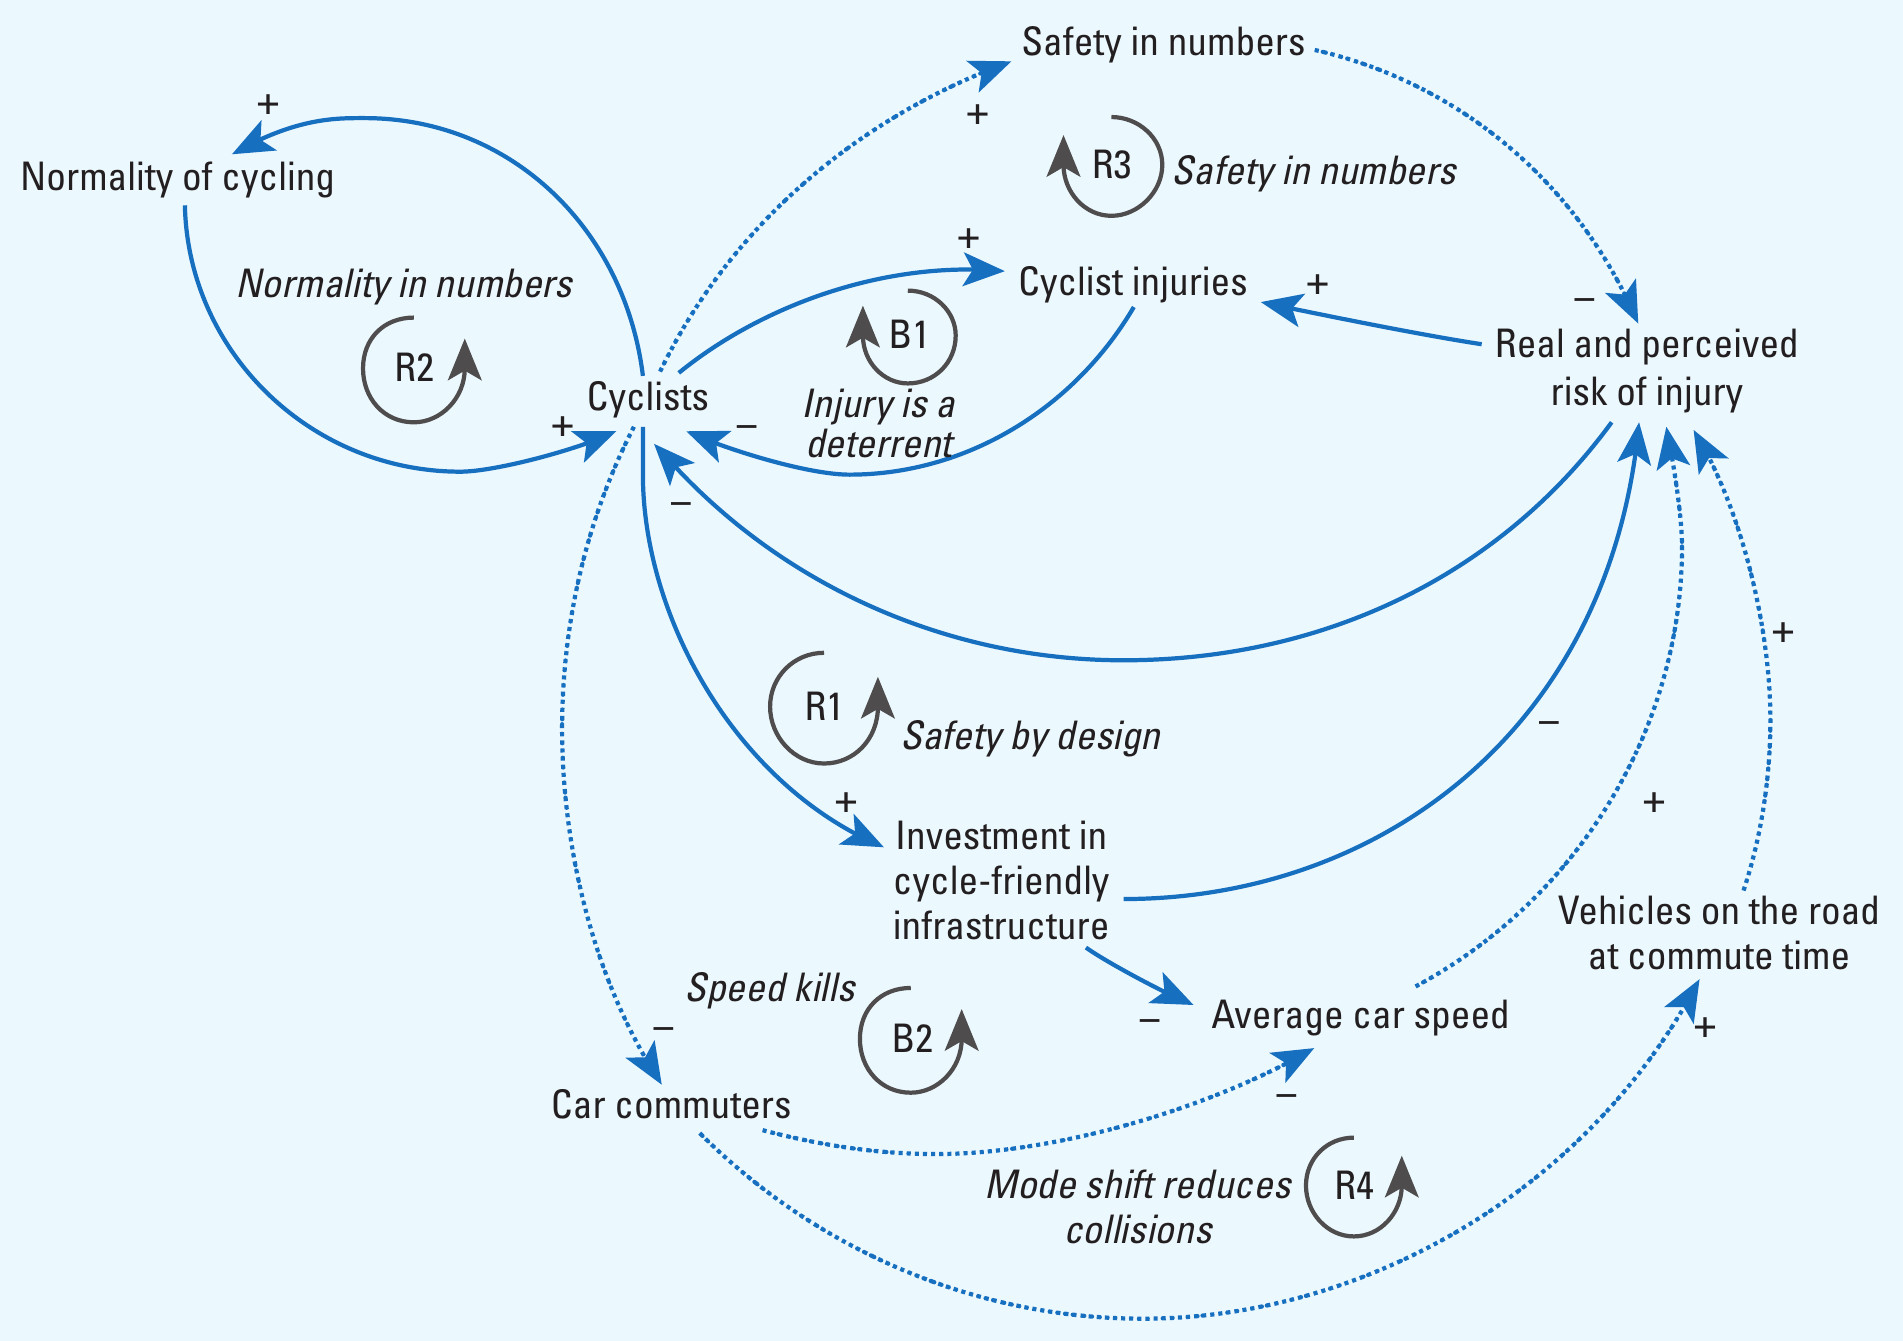 Safety in numbers
+
+
R3
Safety in numbers
Normality of cycling
+
+
–
Cyclist injuries
Normality in numbers
B1
Real and perceived
risk of injury
R2
Cyclists
Injury is a
deterrent
+
–
–
+
R1
Safety by design
–
+
+
Investment in
cycle-friendly
infrastructure
Vehicles on the road
at commute time
Speed kills
B2
–
–
Average car speed
+
Car commuters
–
Mode shift reduces
collisions
R4